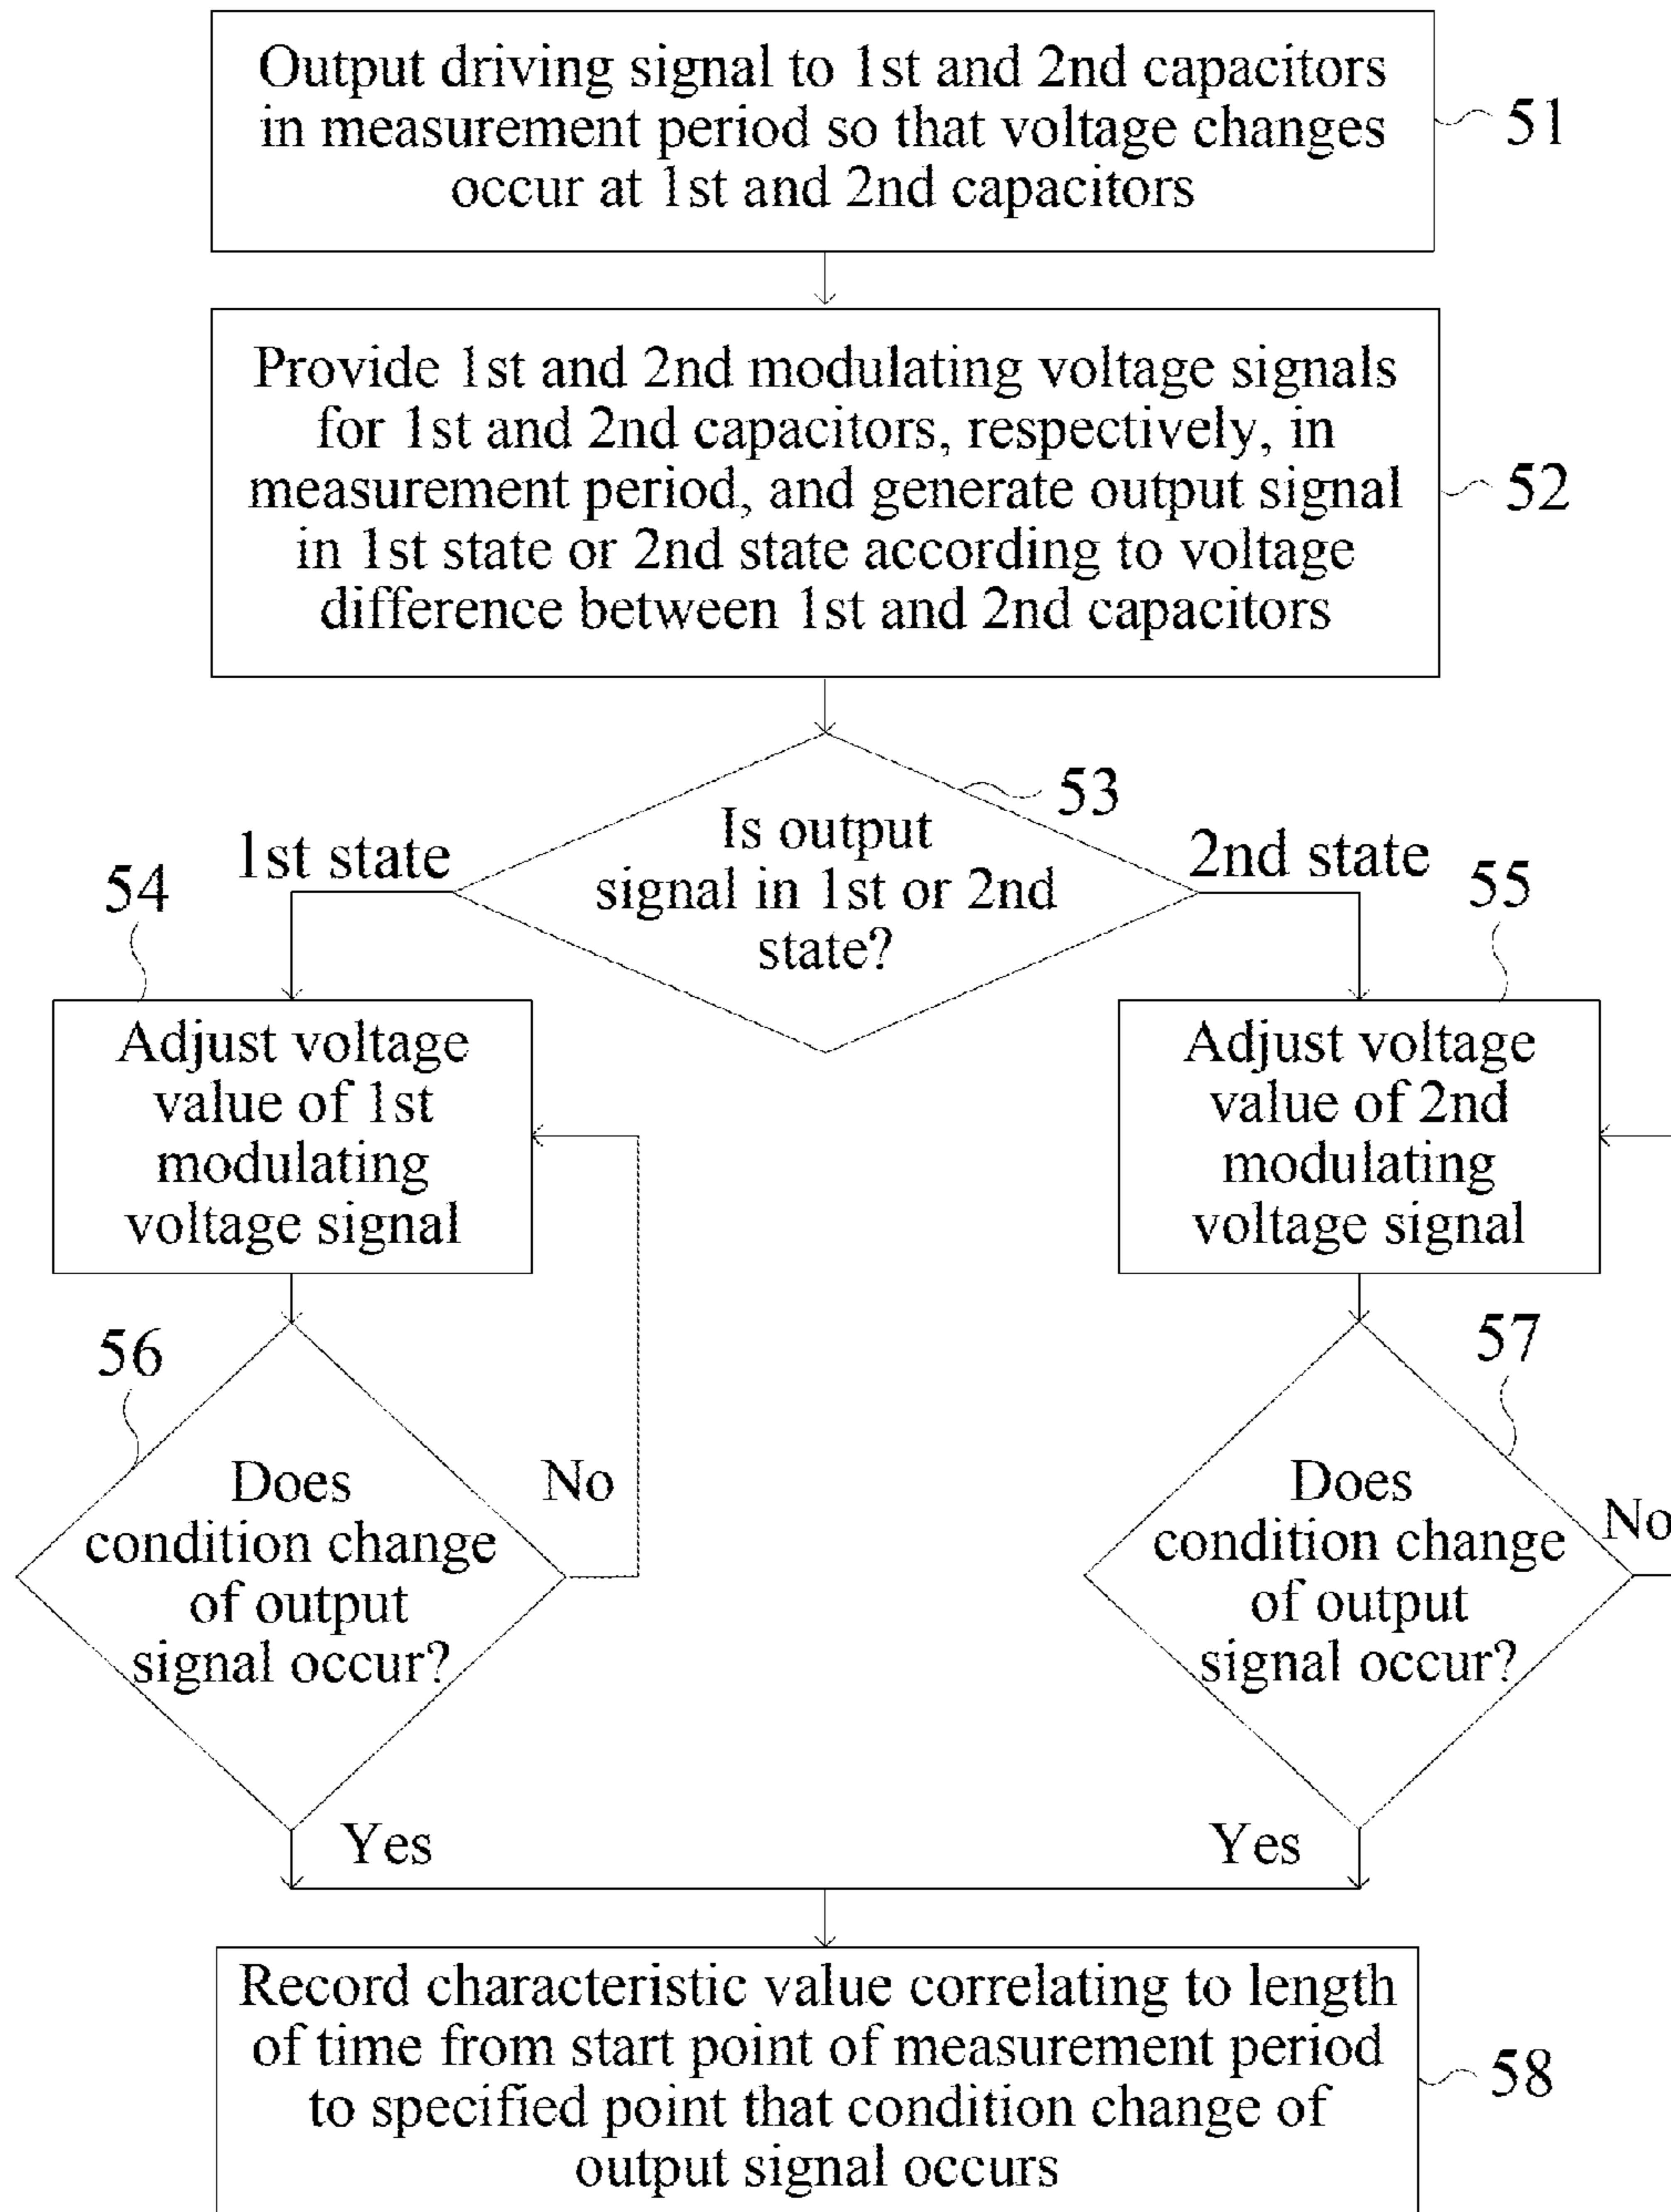 Output driving signal to 1st and 2nd capacitors
in measurement period so that voltage changes
occur at 1st and 2nd capacitors
51
Provide 1st and 2nd modulating voltage signals
for 1st and 2nd capacitors, respectively, in
measurement period, and generate output signal
in 1st state or 2nd state according to voltage
difference between 1st and 2nd capacitors
52
53
Is output
signal in 1st or 2nd
state?
1st state
2nd state
54
Adjust voltage
value of 1st
modulating
voltage signal
55
Adjust voltage
value of 2nd
modulating
voltage signal
56
Does
condition change
of output
signal occur?
No
Yes
57
Does
condition change
of output
signal occur?
No
Yes
Record characteristic value correlating to length
of time from start point of measurement period
to specified point that condition change of
output signal occurs
58